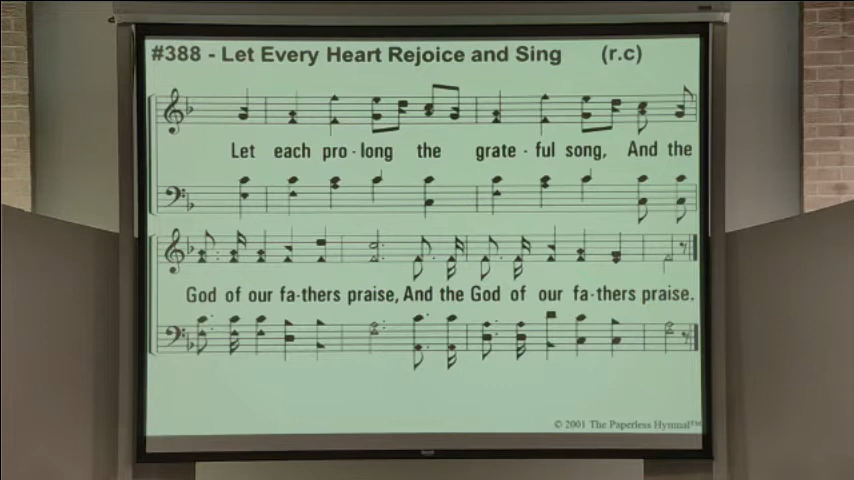 #388 - Let Every Heart Rejoice and Sing (r.c)
Let each pro - long the grate - ful song, And the
God of our fa-thers praise, And the God of our fa-thers praise.
© 2001 The Paperless Hymnal™